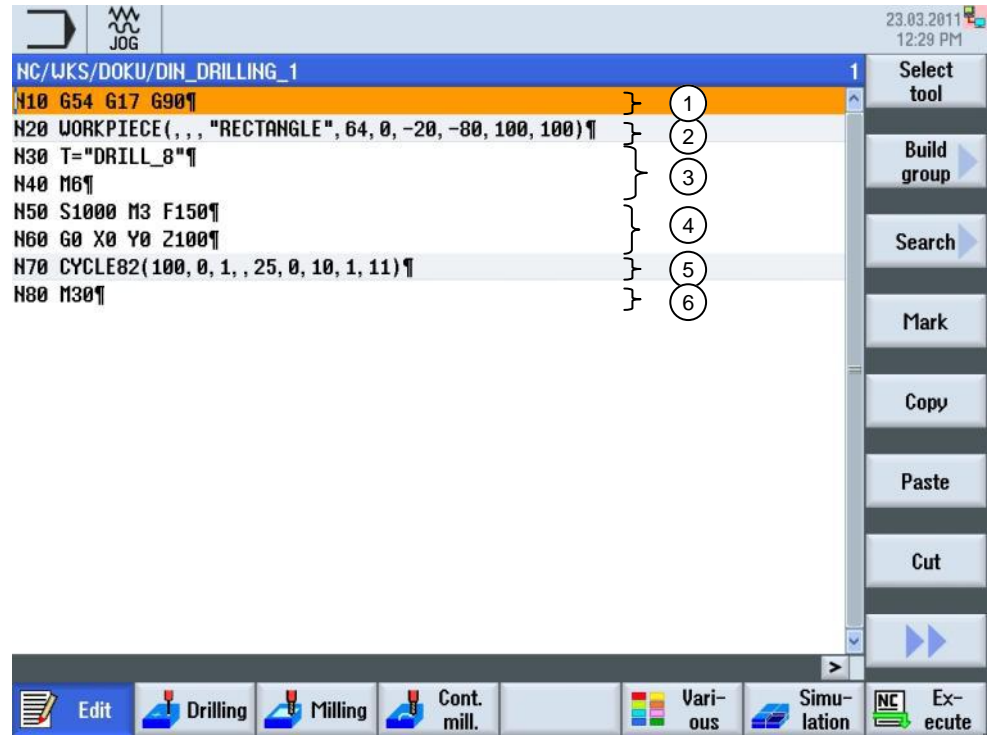 JOG
23.03.2011
12:29 PM
NC/WKS/DOKU/DIN_DRILLING_1 1
N10 G54 G17 G90¶
N20 WORKPIECE(,,,"RECTANGLE",64,0,-20,-80,100,100)¶
N30 T="DRILL_8"¶
N40 M6¶
N50 S1000 M3 F150¶
N60 G0 X0 Y0 Z100¶
N70 CYCLE82(100,0,1,,25,0,10,1,11)¶
N80 M30¶
1
2
3
4
5
6
Select
tool
Build
group
Search
Mark
Copy
Paste
Cut
>
Edit
Drilling
Milling
Cont.
mill.
Vari-
ous
Simu-
lation
NC
Ex-
ecute